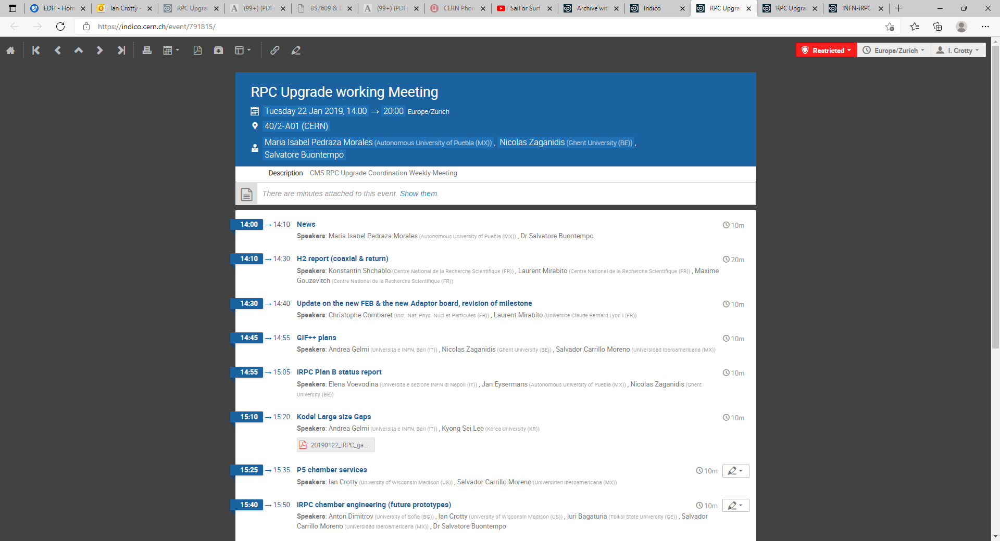 EDH - Hom
Ian Crotty -
RPC Upgrad
(99+) (PDF)
BS7609 & E
(99+) (PDF)
CERN Phon
Sail or Surf
Archive with
Indico
RPC Upgrad
RPC Upgrad
INFN-iRPC
https://indico.cern.ch/event/791815/
Restricted
Europe/Zurich
I. Crotty
RPC Upgrade working Meeting
Tuesday 22 Jan 2019, 14:00 → 20:00 Europe/Zurich
40/2-A01 (CERN)
Maria Isabel Pedraza Morales (Autonomous University of Puebla (MX)) , Nicolas Zaganidis (Ghent University (BE)) ,
Salvatore Buontempo
Description CMS RPC Upgrade Coordination Weekly Meeting
There are minutes attached to this event. Show them.
14:00 → 14:10 News 10m
Speakers: Maria Isabel Pedraza Morales (Autonomous University of Puebla (MX)) , Dr Salvatore Buontempo
14:10 → 14:30 H2 report (coaxial & return) 20m
Speakers: Konstantin Shchablo (Centre National de la Recherche Scientifique (FR)) , Laurent Mirabito (Centre National de la Recherche Scientifique (FR)) , Maxime
Gouzevitch (Centre National de la Recherche Scientifique (FR))
14:30 → 14:40 Update on the new FEB & the new Adaptor board, revision of milestone 10m
Speakers: Christophe Combaret (Inst. Nat. Phys. Nucl et Particules (FR)) , Laurent Mirabito (Universite Claude Bernard Lyon I (FR))
14:45 → 14:55 GIF++ plans 10m
Speakers: Andrea Gelmi (Universita e INFN, Bari (IT)) , Nicolas Zaganidis (Ghent University (BE)) , Salvador Carrillo Moreno (Universidad Iberoamericana (MX))
14:55 → 15:05 IRPC Plan B status report 10m
Speakers: Elena Voevodina (Universita e sezione INFN di Napoli (IT)) , Jan Eysermans (Autonomous University of Puebla (MX)) , Nicolas Zaganidis (Ghent
University (BE))
15:10 → 15:20 Kodel Large size Gaps 10m
Speakers: Andrea Gelmi (Universita e INFN, Bari (IT)) , Kyong Sei Lee (Korea University (KR))
20190122_iRPC_ga...
15:25 → 15:35 P5 chamber services 10m
Speakers: Ian Crotty (University of Wisconsin Madison (US)) , Salvador Carrillo Moreno (Universidad Iberoamericana (MX))
15:40 → 15:50 IRPC chamber engineering (future prototypes) 10m
Speakers: Anton Dimitrov (University of Sofia (BG)) , Ian Crotty (University of Wisconsin Madison (US)) , Iuri Bagaturia (Tbilisi State University (GE)) , Salvador
Carrillo Moreno (Universidad Iberoamericana (MX)) , Dr Salvatore Buontempo